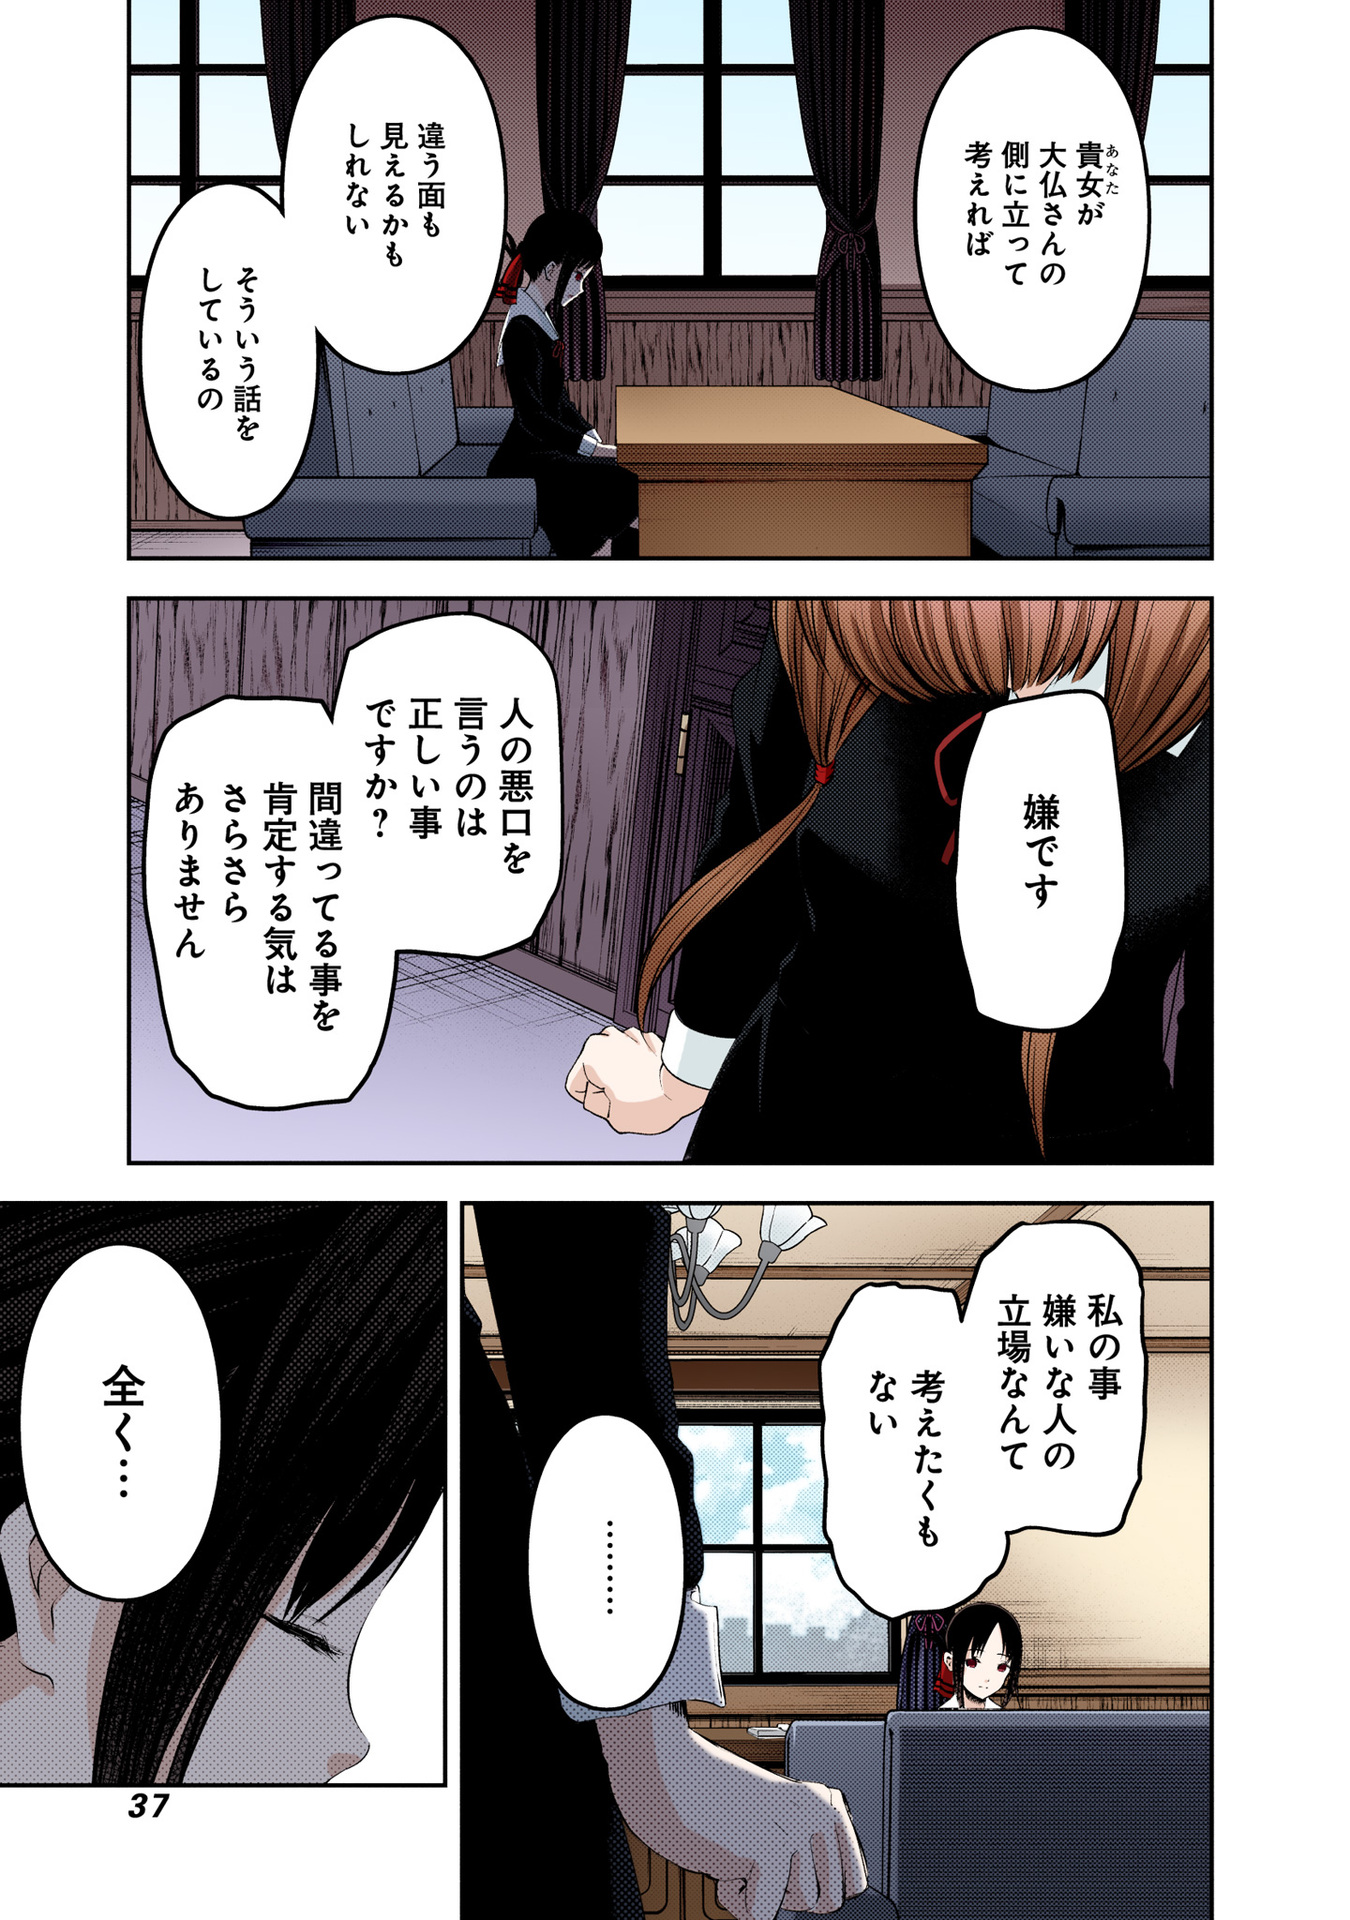 貴女が
あなた
大仏さんの
側に立って
考えれば
違う面も
見えるかも
しれない
そういう話を
しているの
嫌です
人の悪口を
言うのは
正しい事
ですか?
間違ってる事を
肯定する気は
さらさら
ありません
私の事
嫌いな人の
立場なんて
考えたくも
ない
………
全く…
37